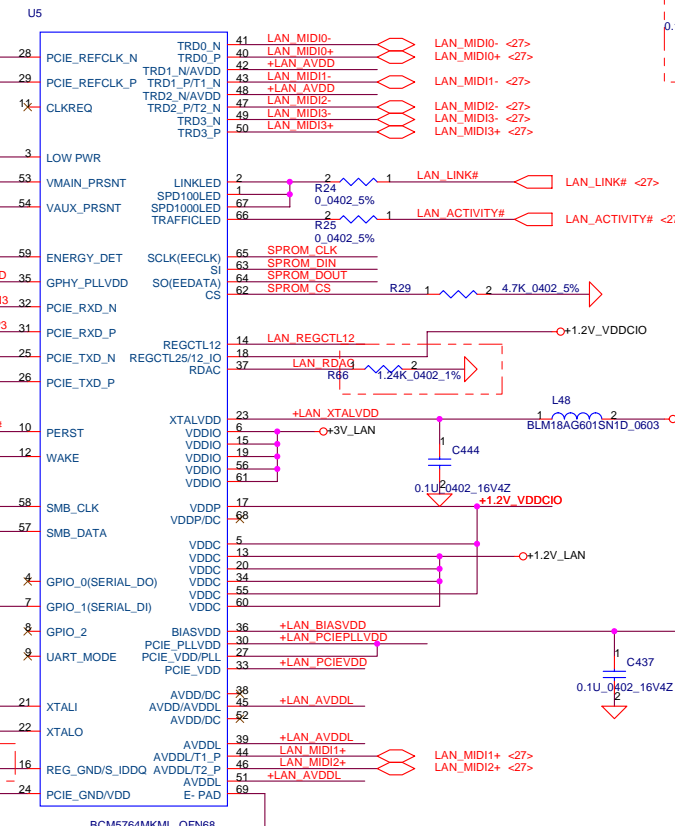 U5
TRD0_N 41 LAN_MIDI0- LAN_MIDI0- <27>
28 PCIE_REFCLK_N TRD0_P 40 LAN_MIDI0+ LAN_MIDI0+ <27>
TRD1_N/AVDD 42 +LAN_AVDD
29 PCIE_REFCLK_P TRD1_P/T1_N 43 LAN_MIDI1- LAN_MIDI1- <27>
TRD2_N/AVDD 48 +LAN_AVDD
11 CLKREQ TRD2_P/T2_N 47 LAN_MIDI2- LAN_MIDI2- <27>
TRD3_N 49 LAN_MIDI3- LAN_MIDI3- <27>
TRD3_P 50 LAN_MIDI3+ LAN_MIDI3+ <27>
3 LOW PWR
53 VMAIN_PRSNT LINKLED 2 2 1 LAN_LINK# LAN_LINK# <27>
SPD100LED 1 R24
54 VAUX_PRSNT SPD1000LED 67 0_0402_5%
TRAFFICLED 66 2 1 LAN_ACTIVITY# LAN_ACTIVITY# <27
R25
0_0402_5%
59 ENERGY_DET SCLK(EECLK) 65 SPROM_CLK
SI 63 SPROM_DIN
35 GPHY_PLLVDD SO(EEDATA) 64 SPROM_DOUT
CS 62 SPROM_CS R29 1 2 4.7K_0402_5%
32 PCIE_RXD_N
31 PCIE_RXD_P
REGCTL12 14 LAN_REGCTL12 +1.2V_VDDCIO
25 PCIE_TXD_N REGCTL25/12_IO 18
RDAC 37 LAN_RDAC 1 2
26 PCIE_TXD_P R66 1.24K_0402_1%
XTALVDD 23 +LAN_XTALVDD L48 1 2
BLM18AG601SN1D_0603
10 PERST VDDIO 6 +3V_LAN
VDDIO 15
12 WAKE VDDIO 19 1 C444
VDDIO 56
VDDIO 61 2 0.1U_0402_16V4Z
58 SMB_CLK VDDP 17 +1.2V_VDDCIO
VDDP/DC 68
57 SMB_DATA
VDDC 5
VDDC 13 +1.2V_LAN
VDDC 20
4 GPIO_0(SERIAL_DO) VDDC 34
VDDC 55
7 GPIO_1(SERIAL_DI) VDDC 60
8 GPIO_2 BIASVDD 36 +LAN_BIASVDD
PCIE_PLLVDD 30 +LAN_PCIEPLLVDD
9 UART_MODE PCIE_VDD/PLL 27
PCIE_VDD 33 +LAN_PCIEVDD 1 C437
0.1U_0402_16V4Z
2
AVDD/DC 38
21 XTALI AVDD/AVDDL 45 +LAN_AVDDL
AVDD/DC 52
22 XTALO
AVDDL 39 +LAN_AVDDL
AVDDL/T1_P 44 LAN_MIDI1+ LAN_MIDI1+ <27>
16 REG_GND/S_IDDQ AVDDL/T2_P 46 LAN_MIDI2+ LAN_MIDI2+ <27>
AVDDL 51 +LAN_AVDDL
24 PCIE_GND/VDD E- PAD 69